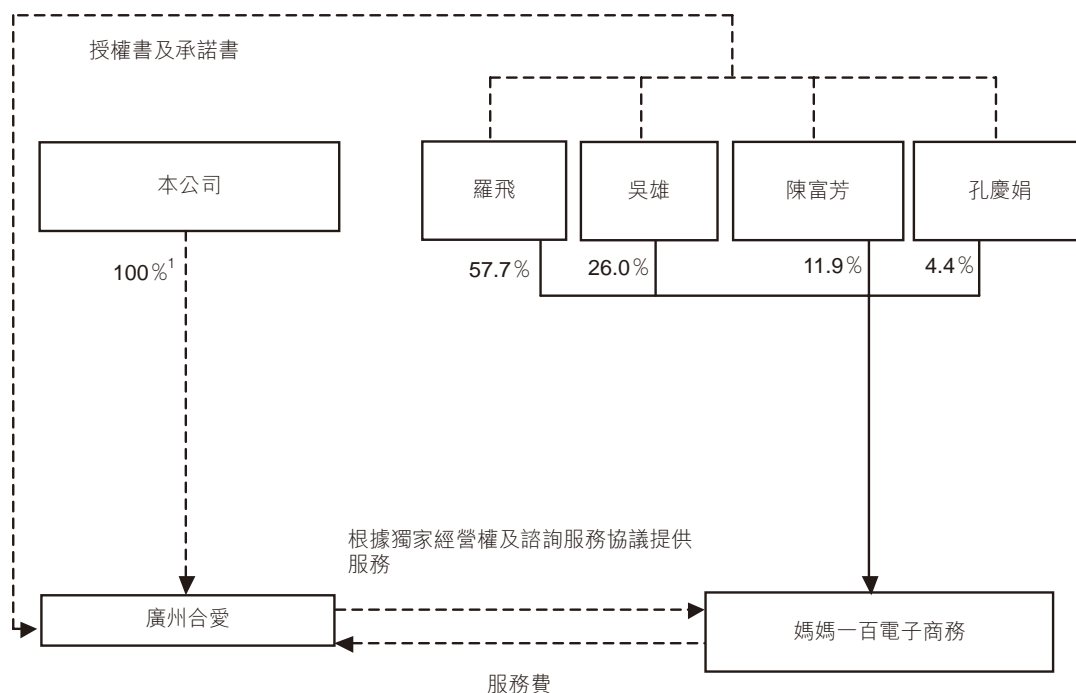 授權書及承諾書
本公司
羅飛
吳雄
陳富芳
孔慶娟
100%¹
57.7%
26.0%
11.9%
4.4%
根據獨家經營權及諮詢服務協議提供
服務
廣州合愛
媽媽一百電子商務
服務費